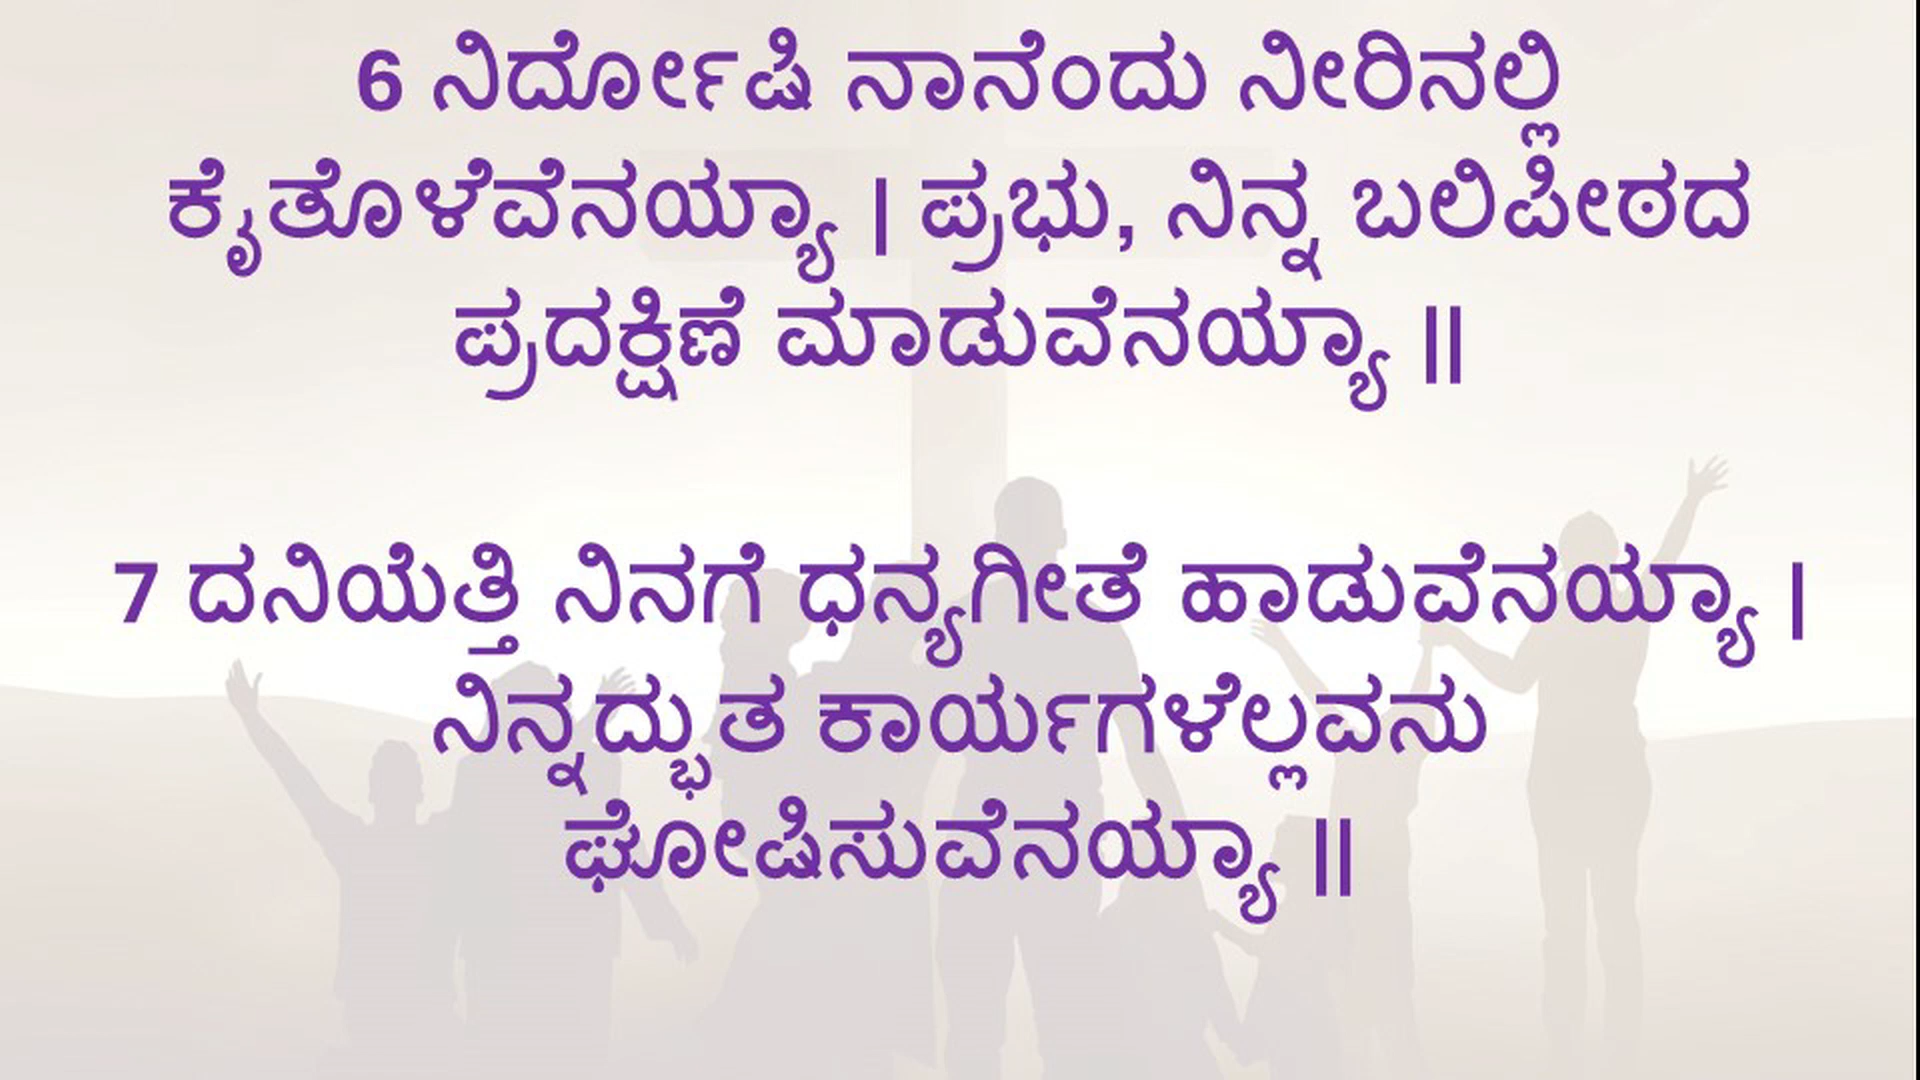 6 ನಿರ್ದೋಷಿ ನಾನೆಂದು ನೀರಿನಲ್ಲಿ
ಕೈತೊಳೆವೆನಯ್ಯಾ | ಪ್ರಭು, ನಿನ್ನ ಬಲಿಪೀಠದ
ಪ್ರದಕ್ಷಿಣೆ ಮಾಡುವೆನಯ್ಯಾ ||
7 ದನಿಯೆತ್ತಿ ನಿನಗೆ ಧನ್ಯಗೀತೆ ಹಾಡುವೆನಯ್ಯಾ |
ನಿನ್ನದ್ಭುತ ಕಾರ್ಯಗಳೆಲ್ಲವನು
ಘೋಷಿಸುವೆನಯ್ಯಾ ||